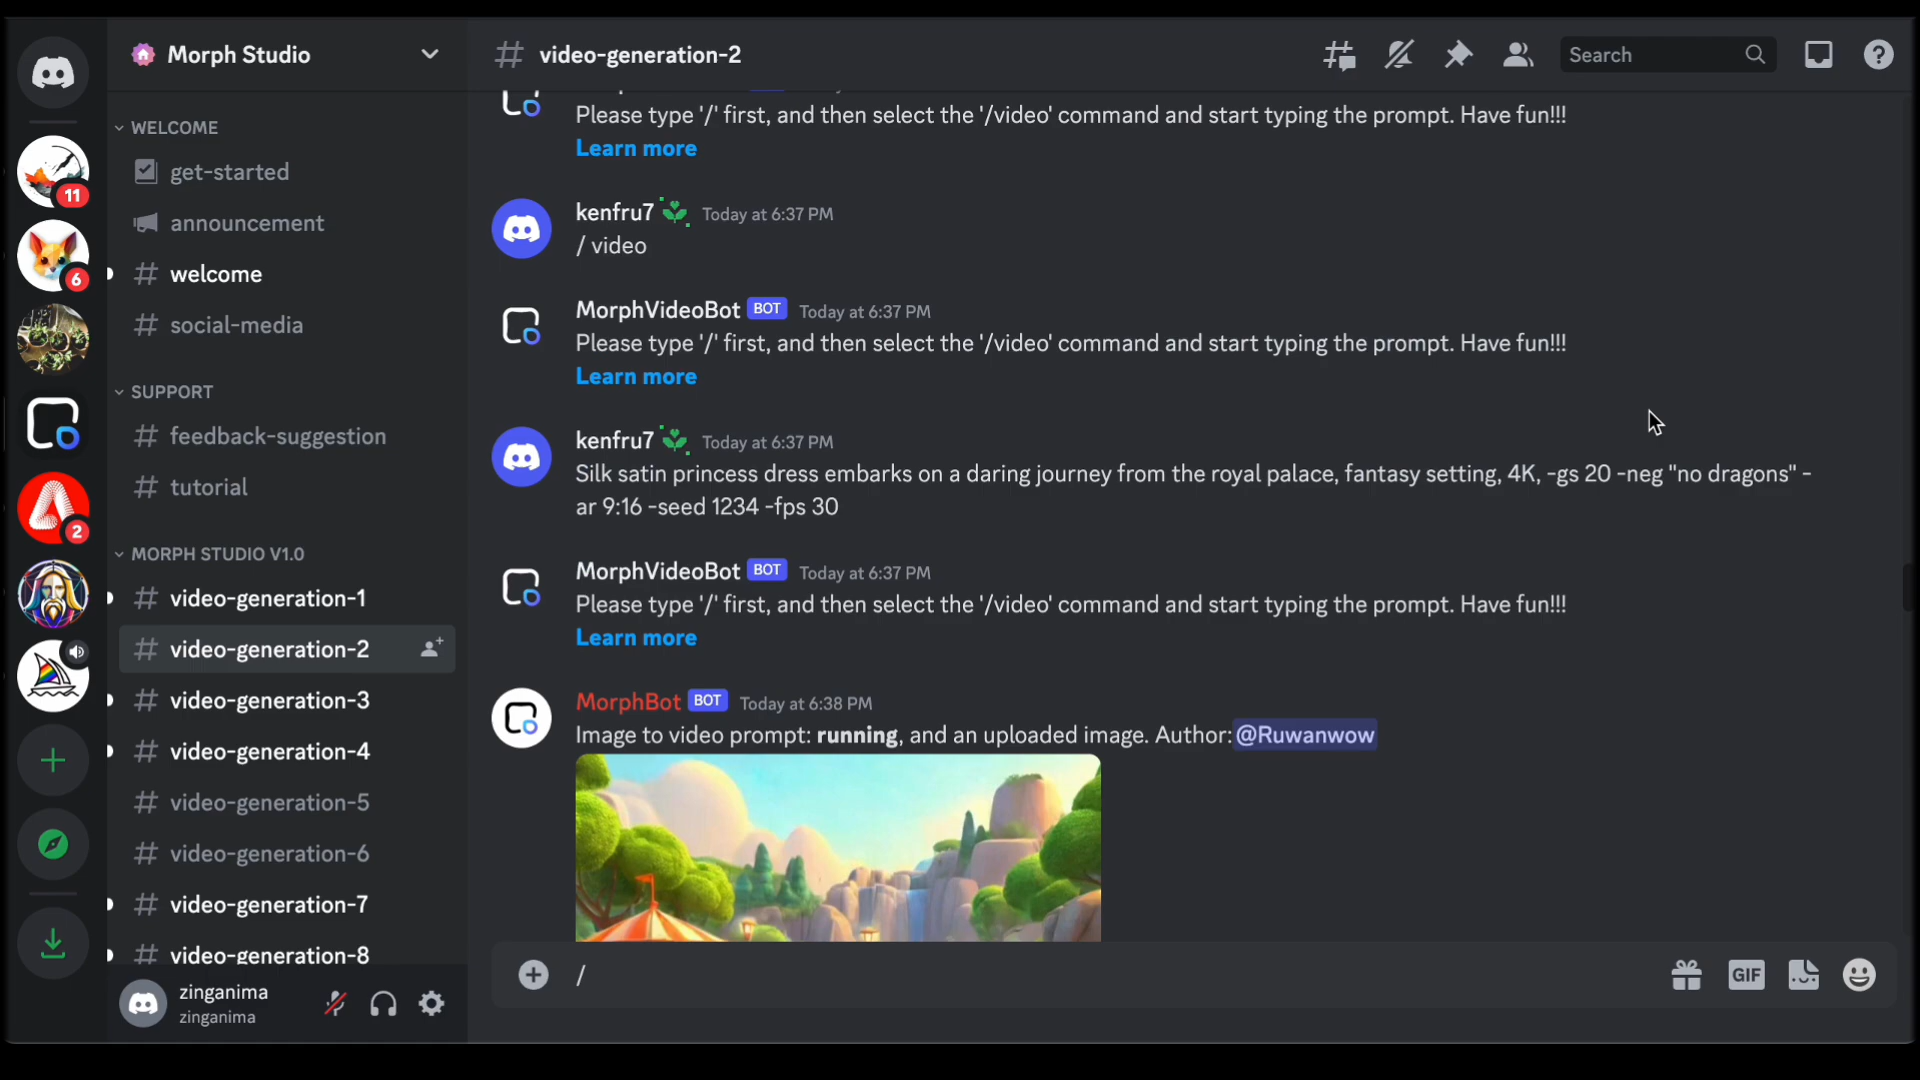 Morph Studio
WELCOME
get-started
announcement
welcome
social-media
SUPPORT
feedback-suggestion
tutorial
MORPH STUDIO V1.0
video-generation-1
video-generation-2
video-generation-3
video-generation-4
video-generation-5
video-generation-6
video-generation-7
video-generation-8
zinganima
zinganima
11
6
2
# video-generation-2
Search
Please type '/' first, and then select the '/video' command and start typing the prompt. Have fun!!!
Learn more
kenfru7 Today at 6:37 PM
/ video
MorphVideoBot BOT Today at 6:37 PM
Please type '/' first, and then select the '/video' command and start typing the prompt. Have fun!!!
Learn more
kenfru7 Today at 6:37 PM
Silk satin princess dress embarks on a daring journey from the royal palace, fantasy setting, 4K, -gs 20 -neg "no dragons" -
ar 9:16 -seed 1234 -fps 30
MorphVideoBot BOT Today at 6:37 PM
Please type '/' first, and then select the '/video' command and start typing the prompt. Have fun!!!
Learn more
MorphBot BOT Today at 6:38 PM
Image to video prompt: running, and an uploaded image. Author: @Ruwanwow
/
GIF